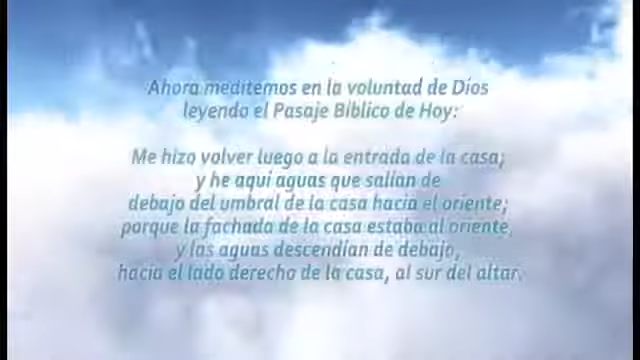 Ahora meditemos en la voluntad de Dios
leyendo el Pasaje Bíblico de Hoy:
Me hizo volver luego a la entrada de la casa;
y he aquí aguas que salían de
debajo del umbral de la casa hacia el oriente;
porque la fachada de la casa estaba al oriente,
y las aguas descendían de debajo,
hacia el lado derecho de la casa, al sur del altar.